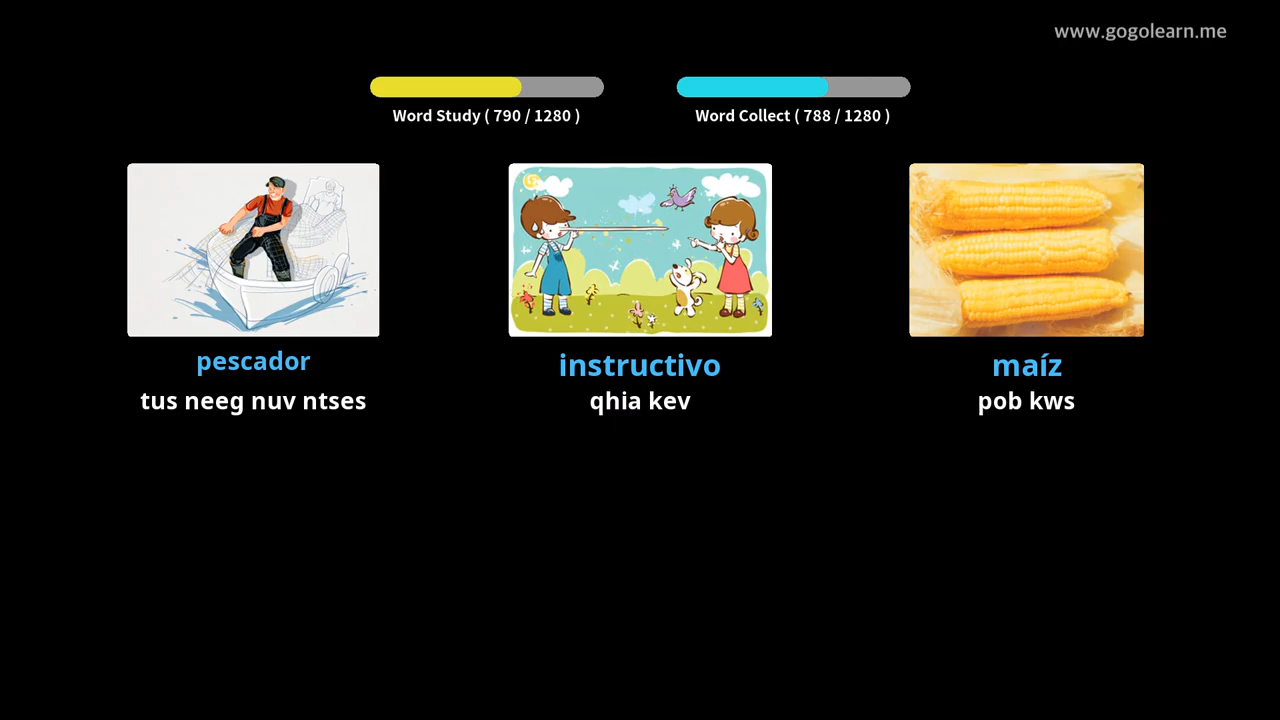 www.gogolearn.me
Word Study ( 790 / 1280 )
Word Collect ( 788 / 1280 )
pescador
tus neeg nuv ntses
instructivo
qhia kev
maíz
pob kws